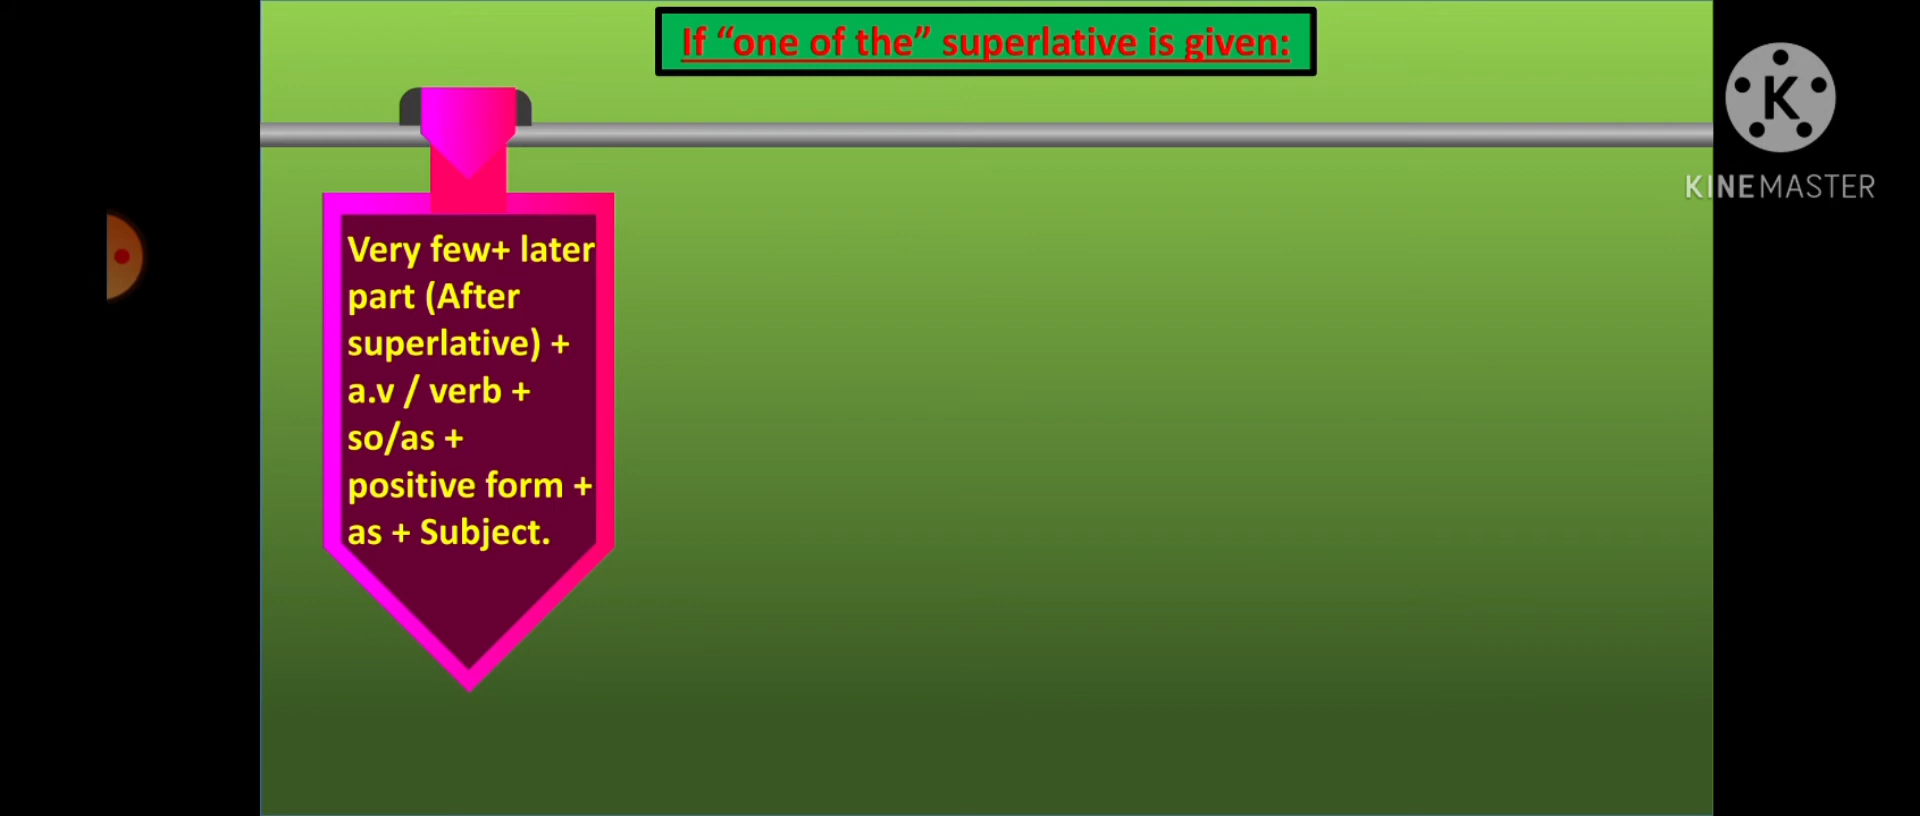 If “one of the” superlative is given:
KINEMASTER
Very few+ later
part (After
superlative) +
a.v / verb +
so/as +
positive form +
as + Subject.